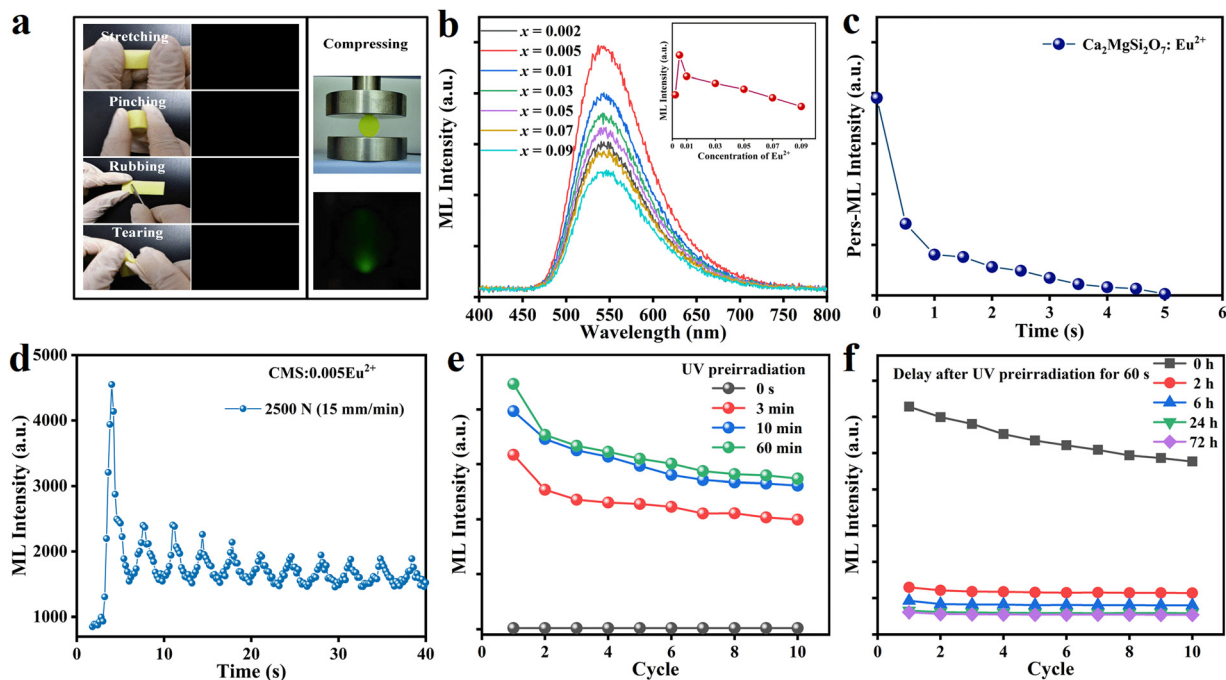 a
Stretching
Pinching
Rubbing
Tearing
Compressing
b
ML Intensity (a.u.)
x = 0.002
x = 0.005
x = 0.01
x = 0.03
x = 0.05
x = 0.07
x = 0.09
ML Intensity (a.u.)
0.01 0.03 0.05 0.07 0.09
Concentration of Eu²⁺
400 450 500 550 600 650 700 750 800
Wavelength (nm)
c
Pers-ML Intensity (a.u.)
Ca₂MgSi₂O₇: Eu²⁺
0 1 2 3 4 5 6
Time (s)
d
ML Intensity (a.u.)
5000
4000
3000
2000
1000
CMS:0.005Eu²⁺
2500 N (15 mm/min)
0 5 10 15 20 25 30 35 40
Time (s)
e
ML Intensity (a.u.)
UV preirradiation
0 s
3 min
10 min
60 min
0 2 4 6 8 10
Cycle
f
ML Intensity (a.u.)
Delay after UV preirradiation for 60 s
0 h
2 h
6 h
24 h
72 h
0 2 4 6 8 10
Cycle